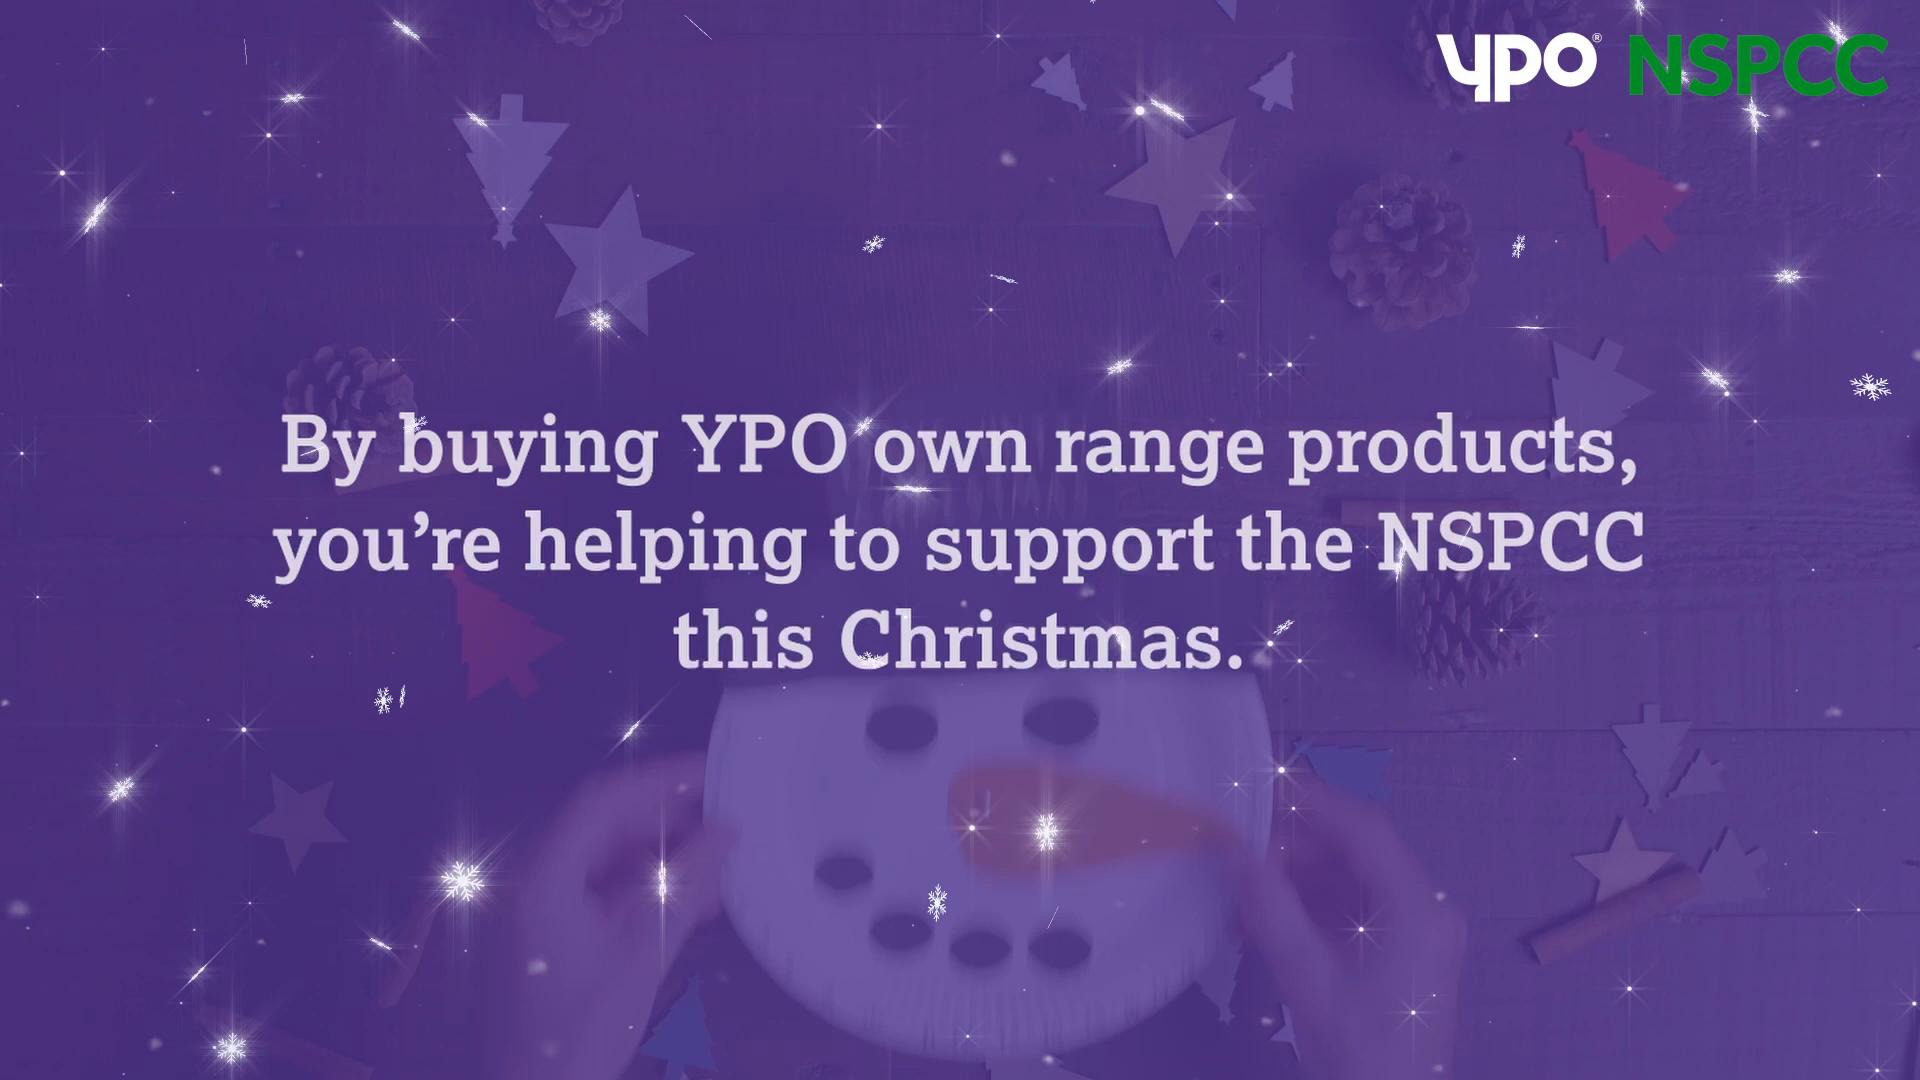 ypo® NSPCC
By buying YPO own range products,
you’re helping to support the NSPCC
this Christmas.